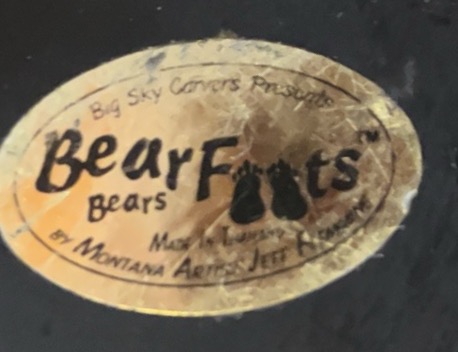 Big Sky Carvers Presents
BearFoots™
Bears
Made In
By Montana Artist Jeff